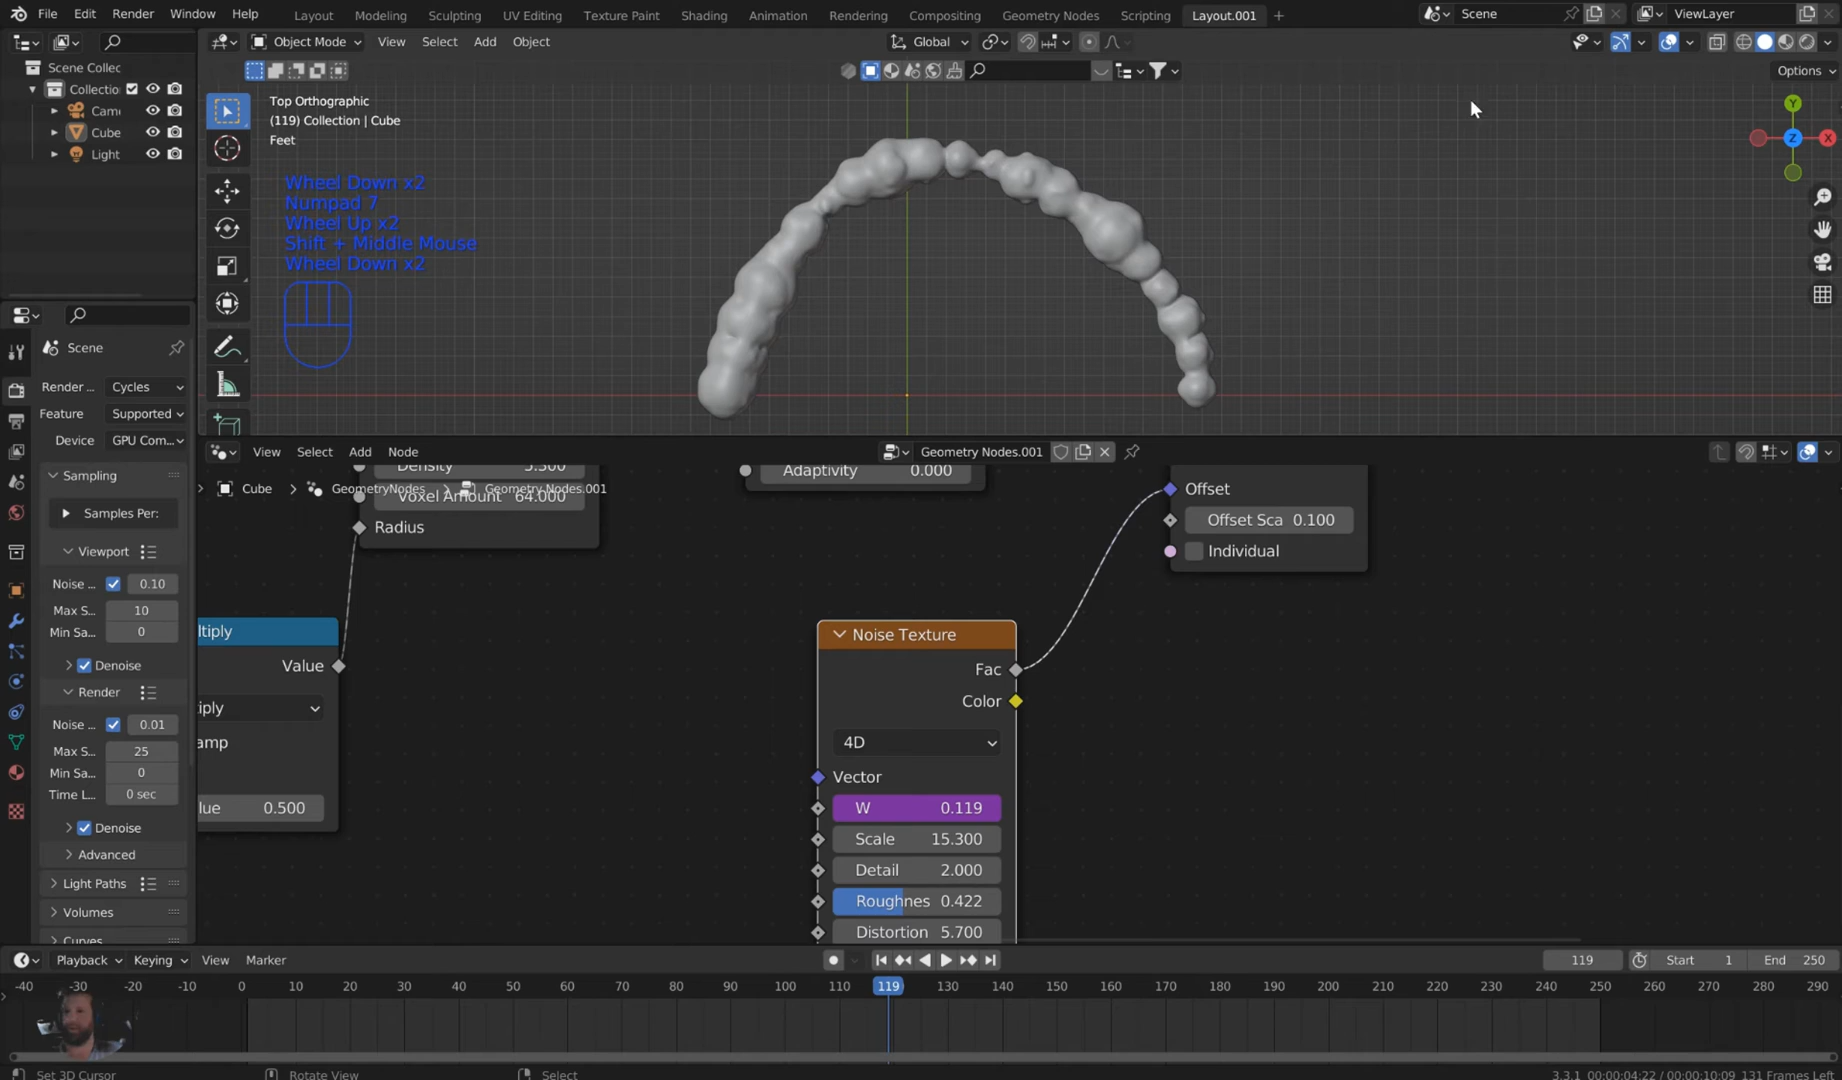 File Edit Render Window Help Layout Modeling Sculpting UV Editing Texture Paint Shading Animation Rendering Compositing Geometry Nodes Scripting Layout.001 Scene ViewLayer
Object Mode View Select Add Object Global
Options
Scene Collec
Collectio
Came
Cube
Light
Top Orthographic
(119) Collection | Cube
Feet
Wheel Down x2
Numpad 7
Wheel Up x2
Shift + Middle Mouse
Wheel Down x2
Y
X
Z
Scene
Render ... Cycles
Feature Supported
Device GPU Com...
Sampling
Samples Per:
Viewport
Noise ... 0.10
Max S... 10
Min Sa... 0
Denoise
Render
Noise ... 0.01
Max S... 25
Min Sa... 0
Time L... 0 sec
Denoise
Advanced
Light Paths
Volumes
Curves
View Select Add Node Geometry Nodes.001
Cube GeometryNodes Geometry Nodes.001
Density 5.500
Voxel Amount 64.000
Radius
Adaptivity 0.000
Offset
Offset Sca 0.100
Individual
ltiply
Value
iply
amp
lue 0.500
Noise Texture
Fac
Color
4D
Vector
W 0.119
Scale 15.300
Detail 2.000
Roughnes 0.422
Distortion 5.700
Playback Keying View Marker 119 Start 1 End 250
-40 -30 -20 -10 0 10 20 30 40 50 60 70 80 90 100 110 119 130 140 150 160 170 180 190 200 210 220 230 240 250 260 270 280 290
Set 3D Cursor Rotate View Select 3.3.1 00:00:04:22 / 00:00:10:09 131 Frames Left